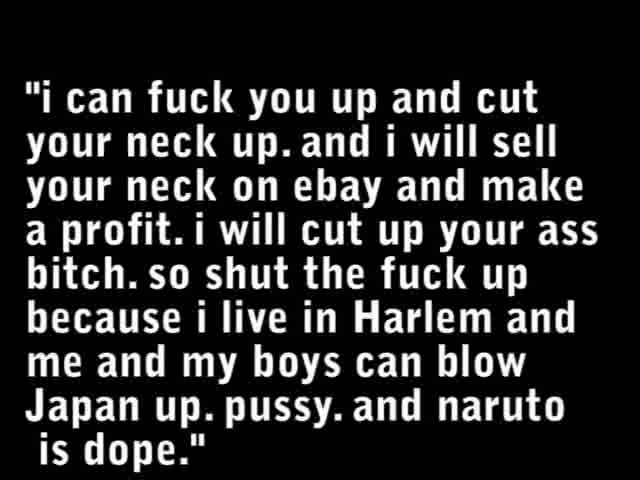 "i can fuck you up and cut
your neck up. and i will sell
your neck on ebay and make
a profit. i will cut up your ass
bitch. so shut the fuck up
because i live in Harlem and
me and my boys can blow
Japan up. pussy. and naruto
is dope."